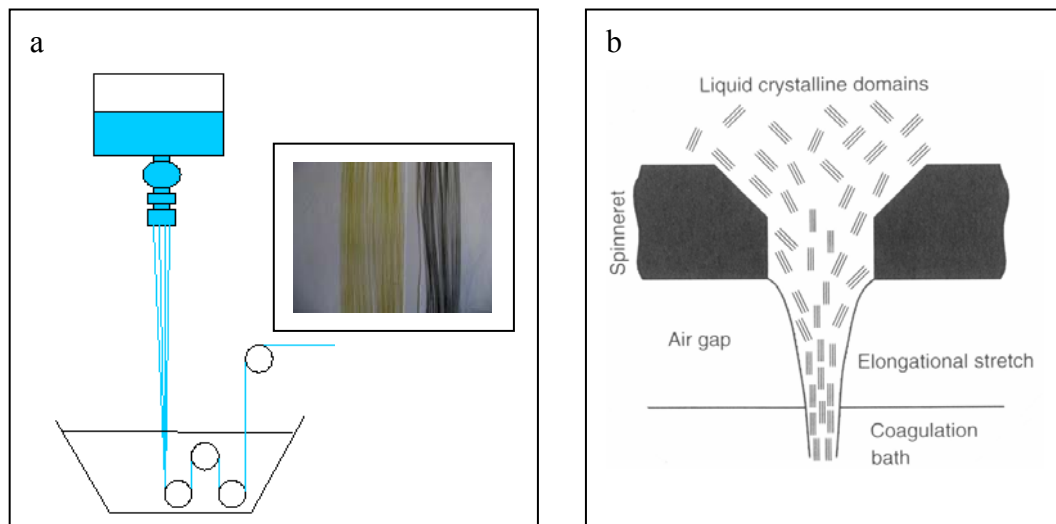 a
b
Liquid crystalline domains
Spinneret
Air gap
Elongational stretch
Coagulation
bath